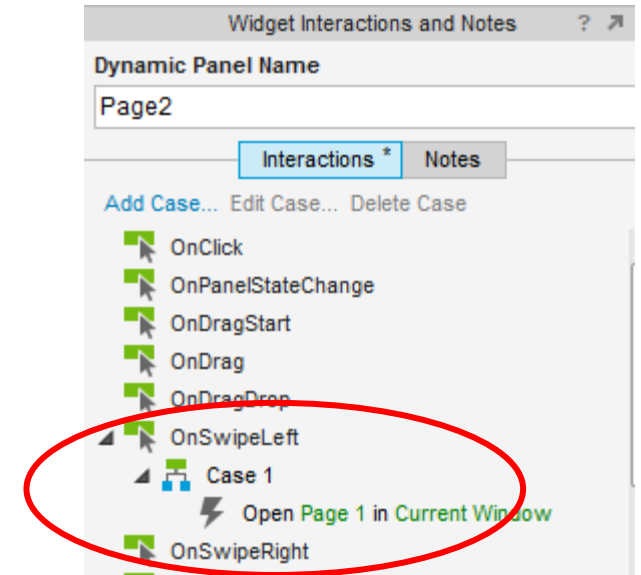 Widget Interactions and Notes ?
Dynamic Panel Name
Page2
Interactions * Notes
Add Case... Edit Case... Delete Case
OnClick
OnPanelStateChange
OnDragStart
OnDrag
OnDragDrop
OnSwipeLeft
Case 1
Open Page 1 in Current Window
OnSwipeRight